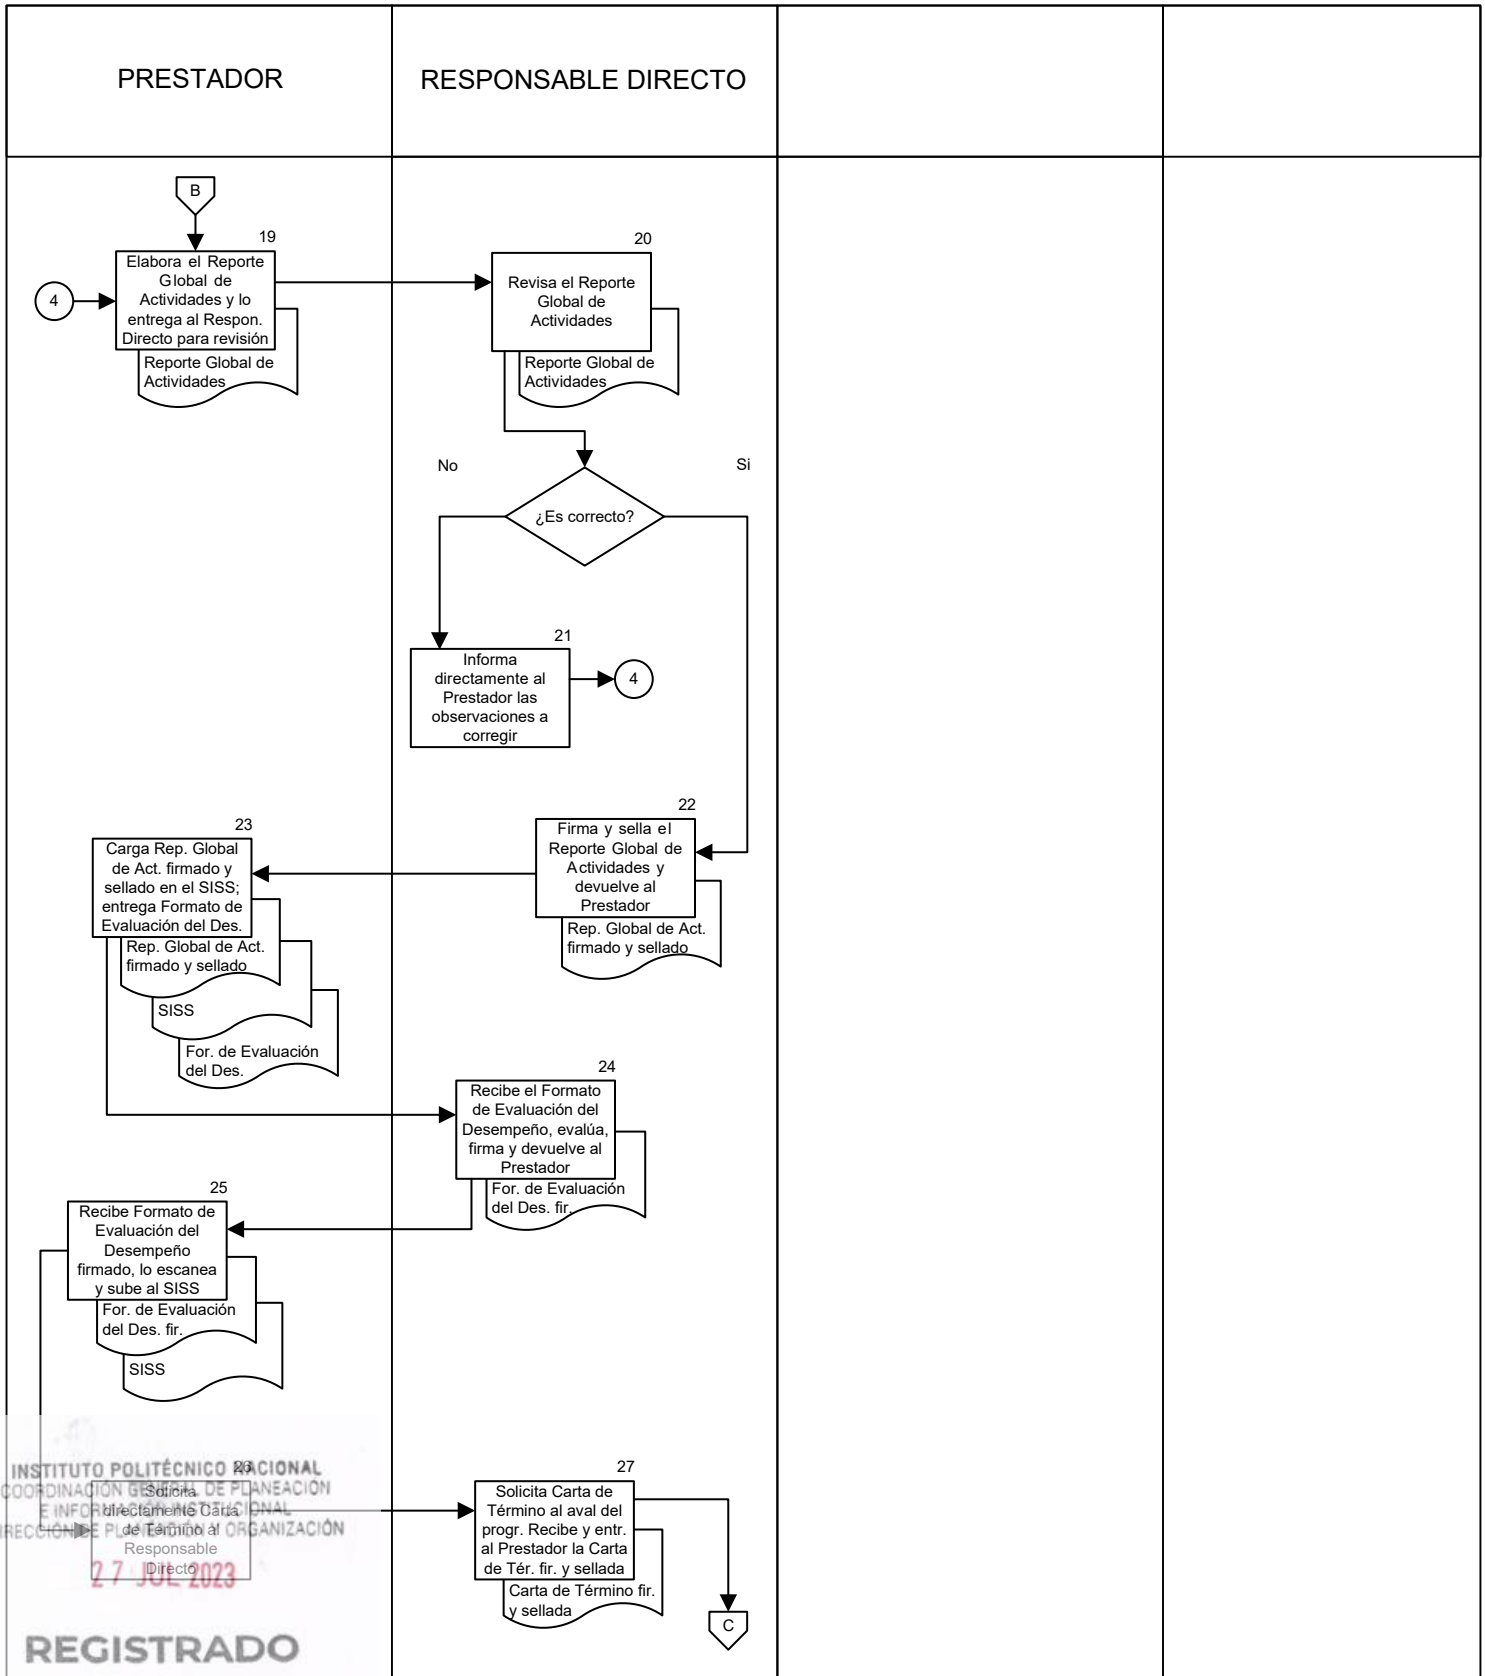 PRESTADOR
RESPONSABLE DIRECTO
B
19
Elabora el Reporte
Global de
Actividades y lo
entrega al Respon.
Directo para revisión
4
Reporte Global de
Actividades
20
Revisa el Reporte
Global de
Actividades
Reporte Global de
Actividades
No
Si
¿Es correcto?
21
Informa
directamente al
Prestador las
observaciones a
corregir
4
22
Firma y sella el
Reporte Global de
Actividades y
devuelve al
Prestador
Rep. Global de Act.
firmado y sellado
23
Carga Rep. Global
de Act. firmado y
sellado en el SISS;
entrega Formato de
Evaluación del Des.
Rep. Global de Act.
firmado y sellado
SISS
For. de Evaluación
del Des.
24
Recibe el Formato
de Evaluación del
Desempeño, evalúa,
firma y devuelve al
Prestador
For. de Evaluación
del Des. fir.
25
Recibe Formato de
Evaluación del
Desempeño
firmado, lo escanea
y sube al SISS
For. de Evaluación
del Des. fir.
SISS
26
Solicita
directamente Carta
de Término al
Responsable
Directo
INSTITUTO POLITÉCNICO NACIONAL
COORDINACIÓN GENERAL DE PLANEACIÓN
E INFORMACIÓN INSTITUCIONAL
DIRECCIÓN DE PLANEACIÓN Y ORGANIZACIÓN
27 JUL 2023
REGISTRADO
27
Solicita Carta de
Término al aval del
progr. Recibe y entr.
al Prestador la Carta
de Tér. fir. y sellada
Carta de Término fir.
y sellada
C